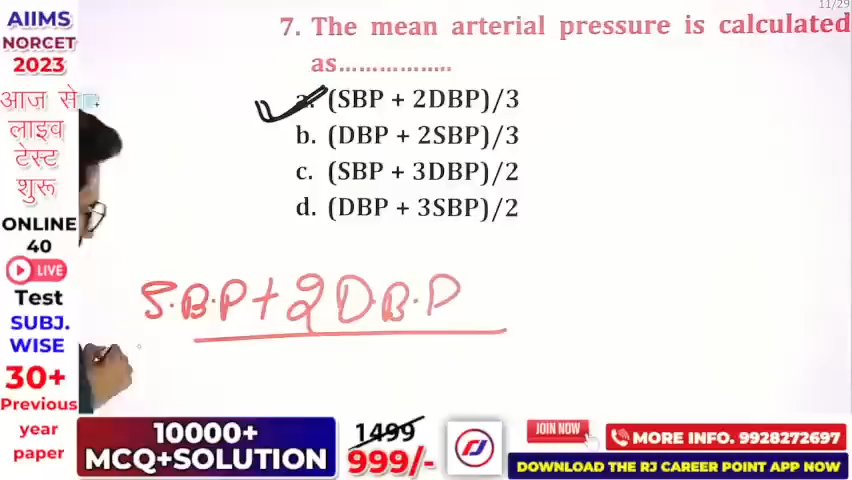 11/29
AIIMS
NORCET
2023
आज से
लाइव
टेस्ट
शुरू
ONLINE
40
LIVE
Test
SUBJ.
WISE
30+
Previous
year
paper
7. The mean arterial pressure is calculated
as................
a. (SBP + 2DBP)/3
b. (DBP + 2SBP)/3
c. (SBP + 3DBP)/2
d. (DBP + 3SBP)/2
S.B.P+2D.B.P
10000+
MCQ+SOLUTION
1499
999/-
RJ
JOIN NOW
MORE INFO. 9928272697
DOWNLOAD THE RJ CAREER POINT APP NOW